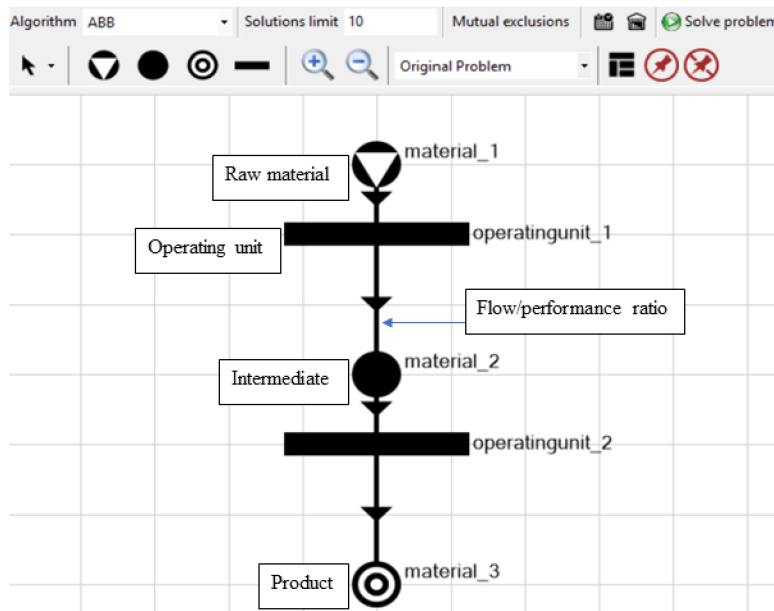 Algorithm ABB Solutions limit 10 Mutual exclusions Solve problem
Original Problem
material_1
Raw material
operatingunit_1
Operating unit
Flow/performance ratio
material_2
Intermediate
operatingunit_2
material_3
Product